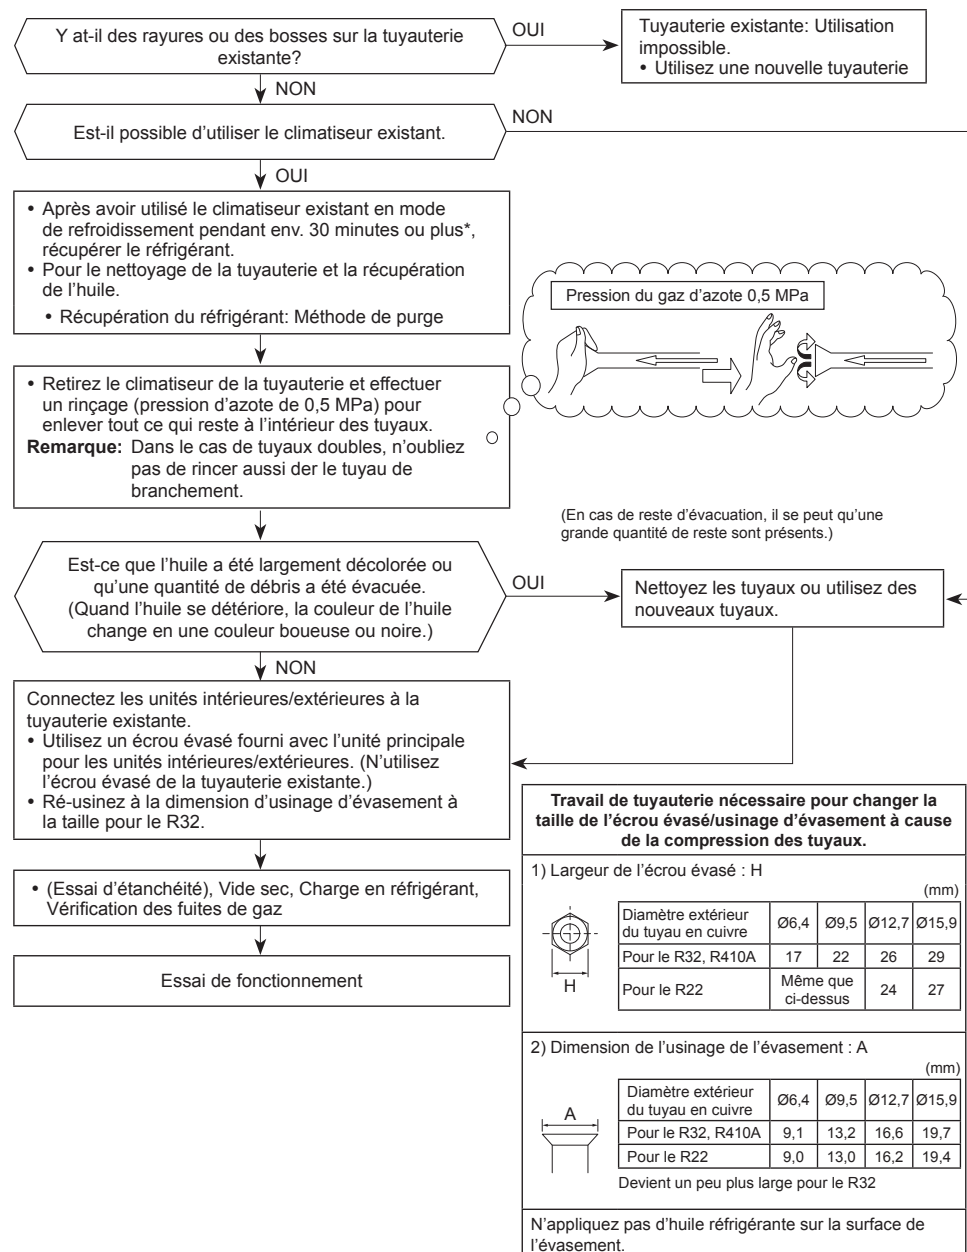 Y at-il des rayures ou des bosses sur la tuyauterie
existante?
OUI
Tuyauterie existante: Utilisation
impossible.
• Utilisez une nouvelle tuyauterie
NON
Est-il possible d'utiliser le climatiseur existant.
NON
OUI
• Après avoir utilisé le climatiseur existant en mode
de refroidissement pendant env. 30 minutes ou plus*,
récupérer le réfrigérant.
• Pour le nettoyage de la tuyauterie et la récupération
de l'huile.
• Récupération du réfrigérant: Méthode de purge
Pression du gaz d'azote 0,5 MPa
• Retirez le climatiseur de la tuyauterie et effectuer
un rinçage (pression d'azote de 0,5 MPa) pour
enlever tout ce qui reste à l'intérieur des tuyaux.
Remarque: Dans le cas de tuyaux doubles, n'oubliez
pas de rincer aussi der le tuyau de
branchement.
(En cas de reste d'évacuation, il se peut qu'une
grande quantité de reste sont présents.)
Est-ce que l'huile a été largement décolorée ou
qu'une quantité de débris a été évacuée.
(Quand l'huile se détériore, la couleur de l'huile
change en une couleur boueuse ou noire.)
OUI
Nettoyez les tuyaux ou utilisez des
nouveaux tuyaux.
NON
Connectez les unités intérieures/extérieures à la
tuyauterie existante.
• Utilisez un écrou évasé fourni avec l'unité principale
pour les unités intérieures/extérieures. (N'utilisez
l'écrou évasé de la tuyauterie existante.)
• Ré-usinez à la dimension d'usinage d'évasement à
la taille pour le R32.
• (Essai d'étanchéité), Vide sec, Charge en réfrigérant,
Vérification des fuites de gaz
Essai de fonctionnement
Travail de tuyauterie nécessaire pour changer la
taille de l'écrou évasé/usinage d'évasement à cause
de la compression des tuyaux.
1) Largeur de l'écrou évasé : H
(mm)
H
Diamètre extérieur
du tuyau en cuivre
Ø6,4 Ø9,5 Ø12,7 Ø15,9
Pour le R32, R410A 17 22 26 29
Pour le R22 Même que
ci-dessus 24 27
2) Dimension de l'usinage de l'évasement : A
(mm)
A
Diamètre extérieur
du tuyau en cuivre
Ø6,4 Ø9,5 Ø12,7 Ø15,9
Pour le R32, R410A 9,1 13,2 16,6 19,7
Pour le R22 9,0 13,0 16,2 19,4
Devient un peu plus large pour le R32
N'appliquez pas d'huile réfrigérante sur la surface de
l'évasement.